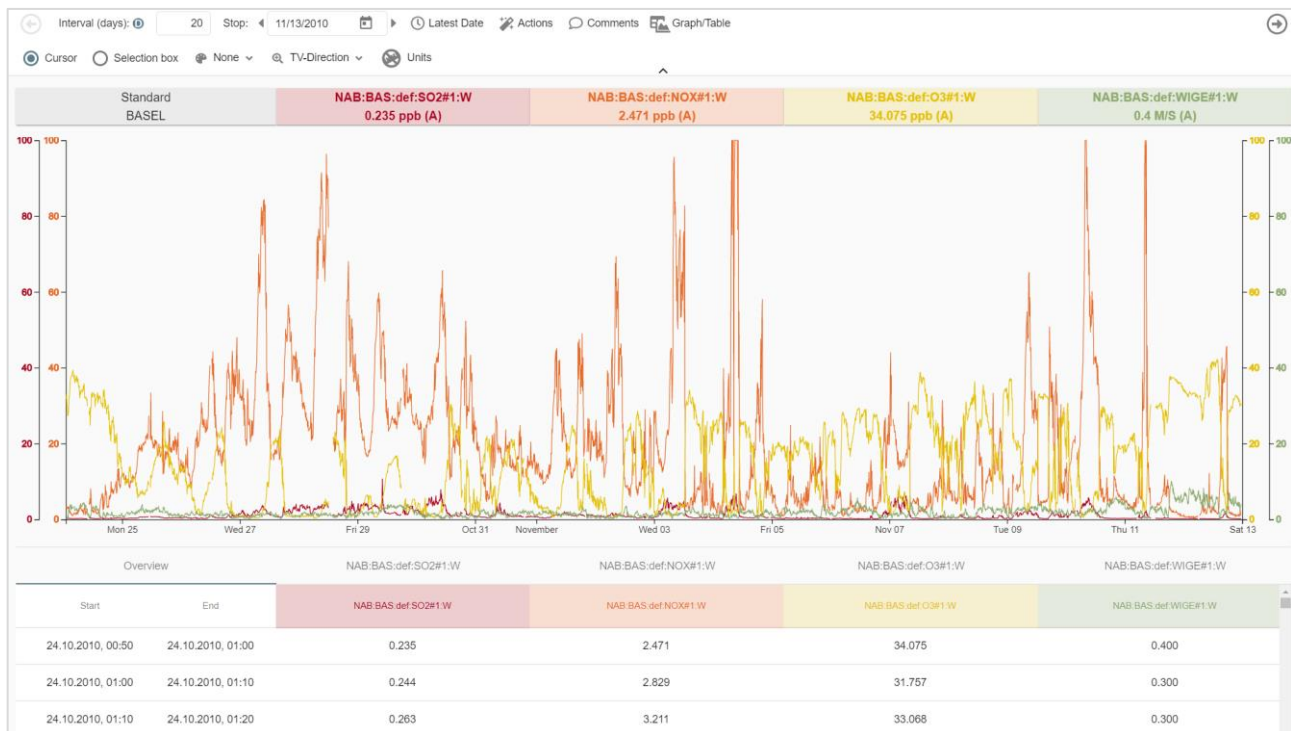 Interval (days): 20 Stop: 11/13/2010 Latest Date Actions Comments Graph/Table
Cursor Selection box None TV-Direction Units
Standard NAB:BAS:def:SO2#1:W NAB:BAS:def:NOX#1:W NAB:BAS:def:O3#1:W NAB:BAS:def:WIGE#1:W
BASEL 0.235 ppb (A) 2.471 ppb (A) 34.075 ppb (A) 0.4 M/S (A)
100 100 100 100
80 80 80 80
60 60 60 60
40 40 40 40
20 20 20 20
0 0 0 0
Mon 25 Wed 27 Fri 29 Oct 31 November Wed 03 Fri 05 Nov 07 Tue 09 Thu 11 Sat 13
Overview NAB:BAS:def:SO2#1:W NAB:BAS:def:NOX#1:W NAB:BAS:def:O3#1:W NAB:BAS:def:WIGE#1:W
Start End NAB:BAS:def:SO2#1:W NAB:BAS:def:NOX#1:W NAB:BAS:def:O3#1:W NAB:BAS:def:WIGE#1:W
24.10.2010, 00:50 24.10.2010, 01:00 0.235 2.471 34.075 0.400
24.10.2010, 01:00 24.10.2010, 01:10 0.244 2.829 31.757 0.300
24.10.2010, 01:10 24.10.2010, 01:20 0.263 3.211 33.068 0.300